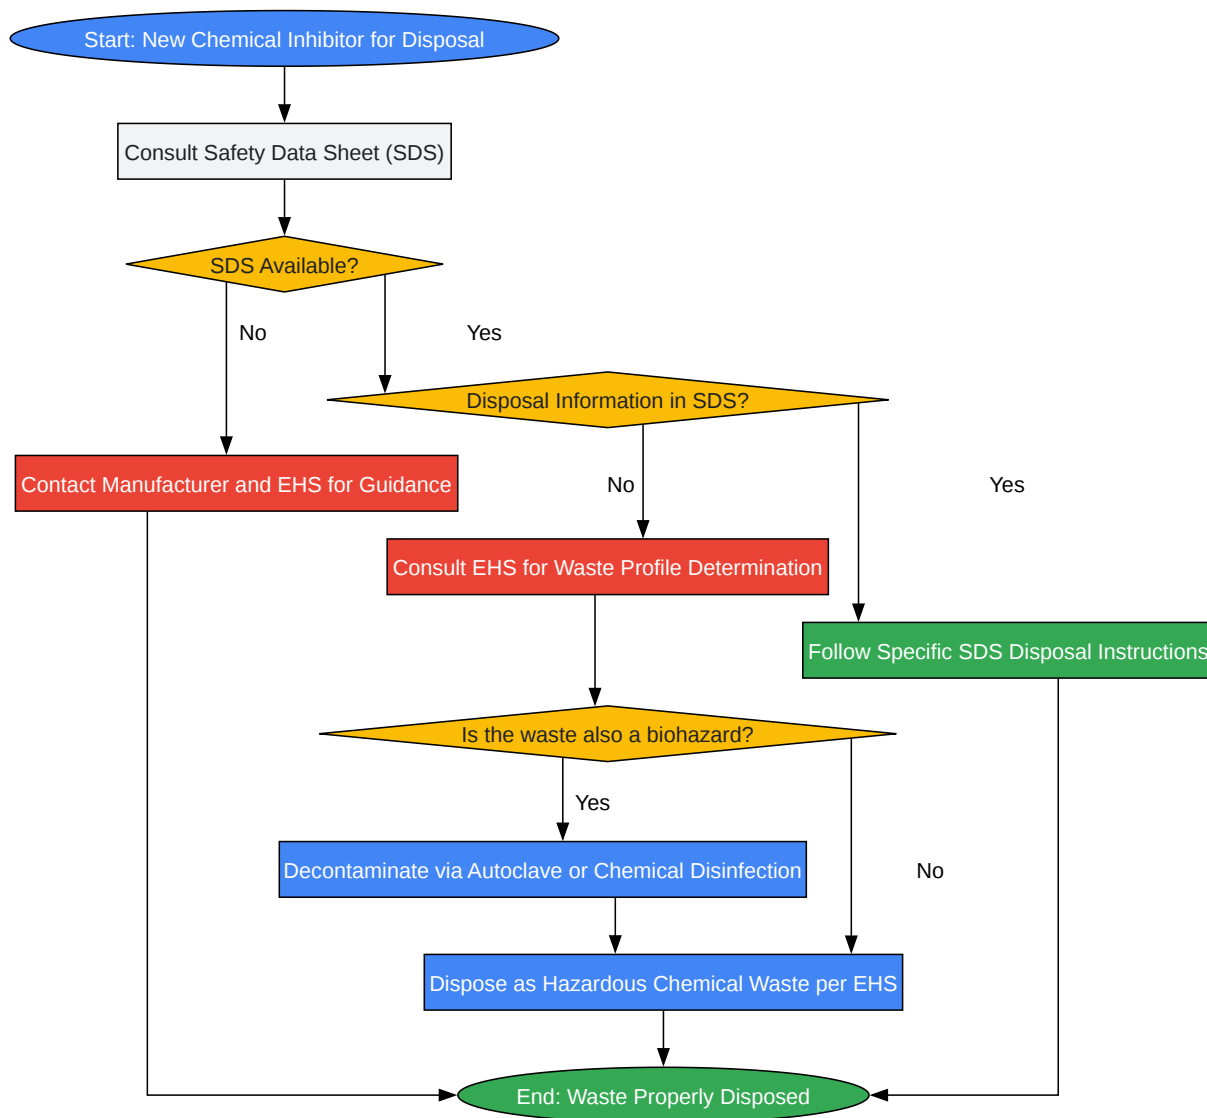 Start: New Chemical Inhibitor for Disposal
Consult Safety Data Sheet (SDS)
SDS Available?
No
Yes
Disposal Information in SDS?
Contact Manufacturer and EHS for Guidance
No
Yes
Consult EHS for Waste Profile Determination
Follow Specific SDS Disposal Instructions
Is the waste also a biohazard?
Yes
Decontaminate via Autoclave or Chemical Disinfection
No
Dispose as Hazardous Chemical Waste per EHS
End: Waste Properly Disposed